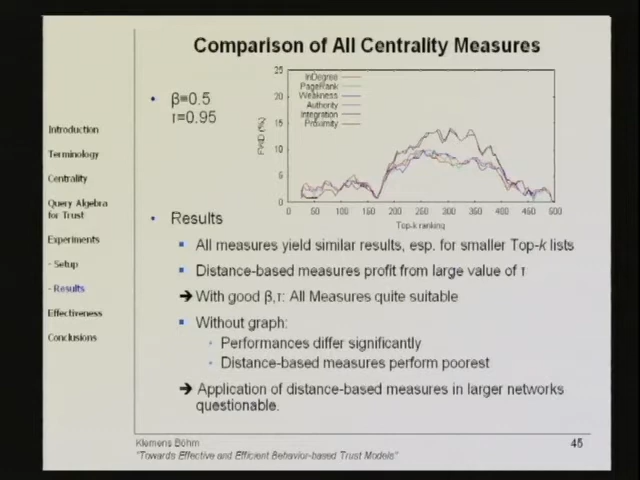 Comparison of All Centrality Measures
Introduction
Terminology
Centrality
Query Algebra
for Trust
Experiments
- Setup
- Results
Effectiveness
Conclusions
• β=0.5
τ=0.95
25
20
15
10
5
0
InDegree
PageRank
Weakness
Authority
Integration
Proximity
0 50 100 150 200 250 300 350 400 450 500
Top-k ranking
• Results
▪ All measures yield similar results, esp. for smaller Top-k lists
▪ Distance-based measures profit from large value of τ
➔ With good β,τ: All Measures quite suitable
▪ Without graph:
• Performances differ significantly
• Distance-based measures perform poorest
➔ Application of distance-based measures in larger networks
questionable.
Klemens Böhm
45
"Towards Effective and Efficient Behavior-based Trust Models"